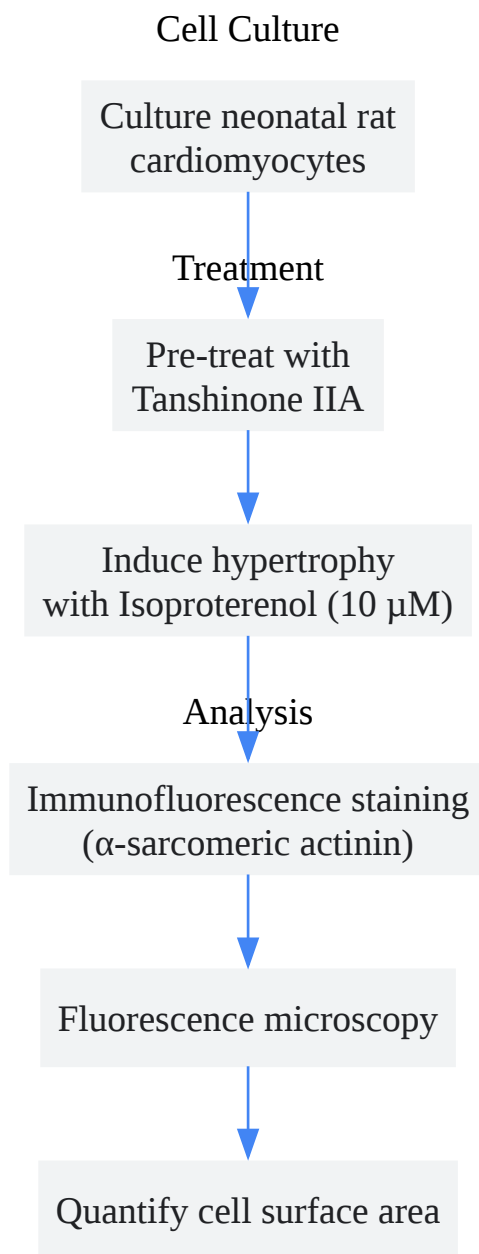 Cell Culture
Culture neonatal rat
cardiomyocytes
Treatment
Pre-treat with
Tanshinone IIA
Induce hypertrophy
with Isoproterenol (10 µM)
Analysis
Immunofluorescence staining
(α-sarcomeric actinin)
Fluorescence microscopy
Quantify cell surface area